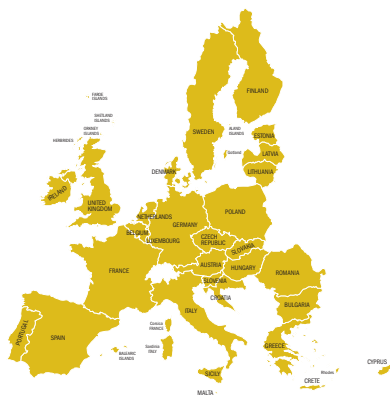 FAROE
ISLANDS
SHETLAND
ISLANDS
ORKNEY
ISLANDS
HEBRIDES
FINLAND
SWEDEN
ALAND
ISLANDS
ESTONIA
Gotland
LATVIA
DENMARK
LITHUANIA
IRELAND
UNITED
KINGDOM
NETHERLANDS
POLAND
GERMANY
BELGIUM
LUXEMBOURG
CZECH
REPUBLIC
SLOVAKIA
FRANCE
AUSTRIA
HUNGARY
ROMANIA
SLOVENIA
CROATIA
BULGARIA
ITALY
Corsica
FRANCE
PORTUGAL
SPAIN
Sardinia
ITALY
GREECE
BALEARIC
ISLANDS
SICILY
CYPRUS
Rhodes
CRETE
MALTA